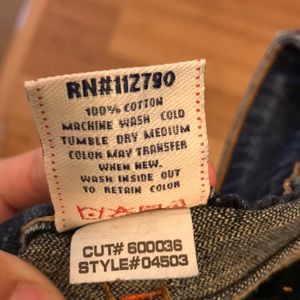 RN#112790
100% COTTON
MACHINE WASH COLD
TUMBLE DRY MEDIUM
COLOR MAY TRANSFER
WHEN NEW.
WASH INSIDE OUT
TO RETAIN COLOR
CUT# 600036
STYLE#04503